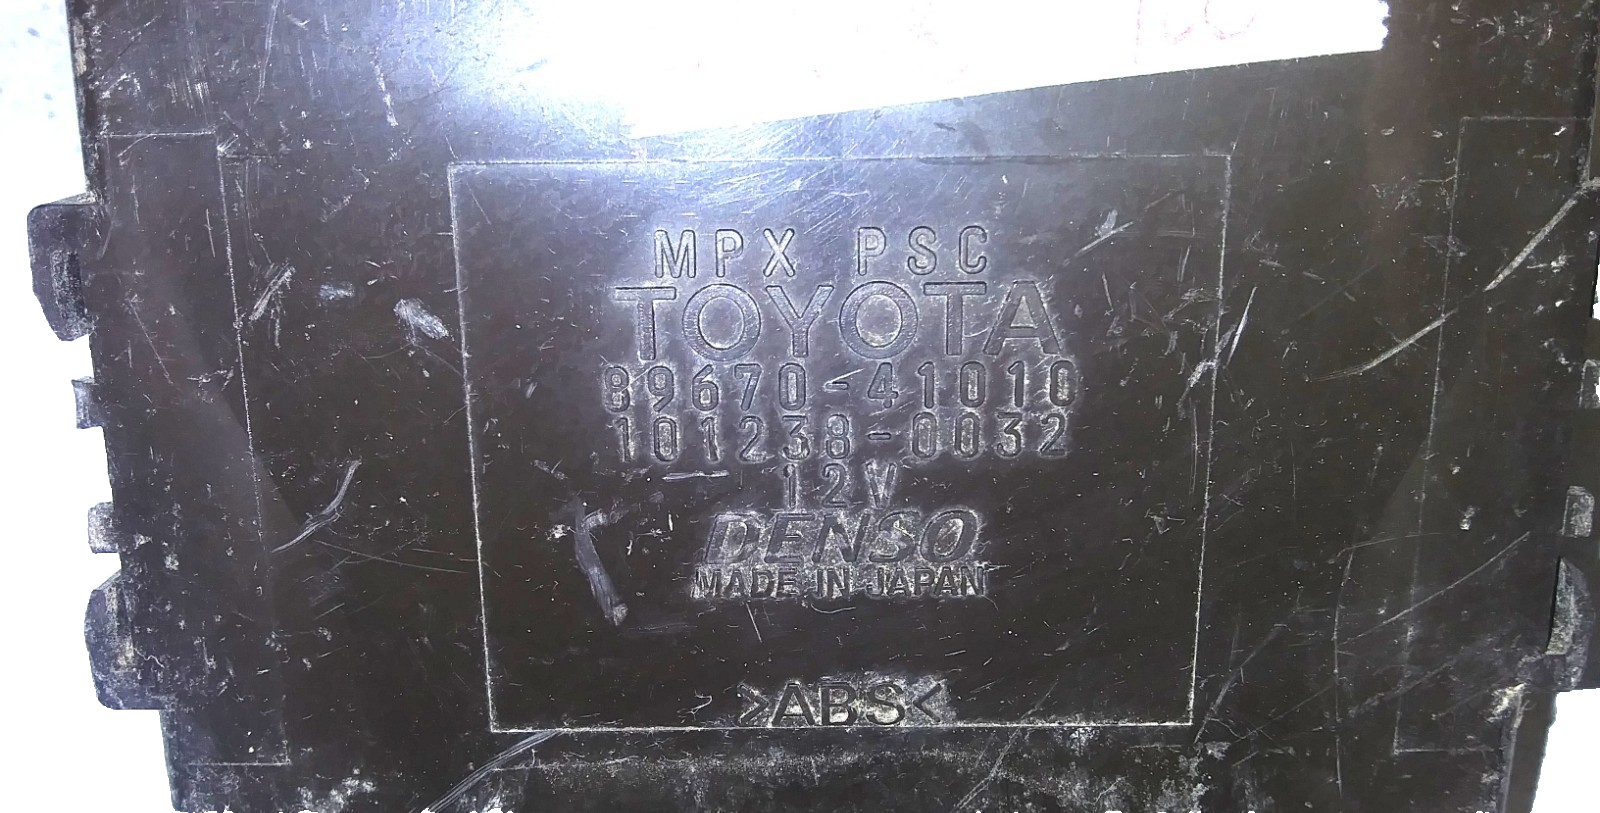 MPX PSC
TOYOTA
89670-41010
101238-0032
12V
DENSO
MADE IN JAPAN
>ABS<